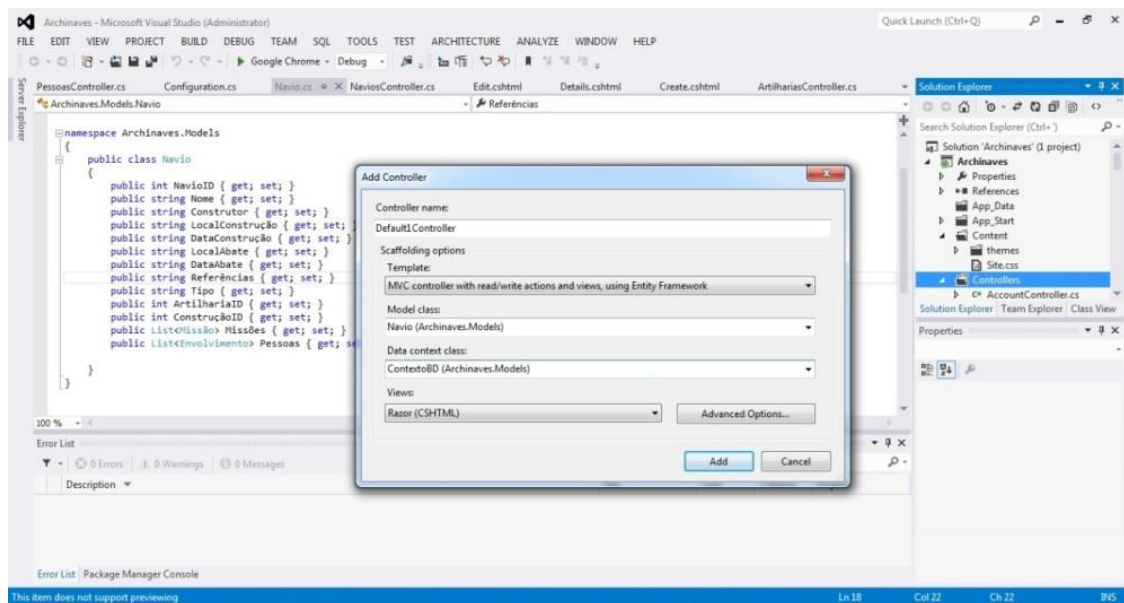 Archinaves - Microsoft Visual Studio (Administrator)
Quick Launch (Ctrl+Q)
FILE EDIT VIEW PROJECT BUILD DEBUG TEAM SQL TOOLS TEST ARCHITECTURE ANALYZE WINDOW HELP
Google Chrome - Debug
Server Explorer
PessoasController.cs Configuration.cs Navio.cs NaviosController.cs Edit.cshtml Details.cshtml Create.cshtml ArtilhariasController.cs
Archinaves.Models.Navio
Referências
namespace Archinaves.Models
{
public class Navio
{
public int NavioID { get; set; }
public string Nome { get; set; }
public string Construtor { get; set; }
public string LocalConstrução { get; set; }
public string DataConstrução { get; set; }
public string LocalAbate { get; set; }
public string DataAbate { get; set; }
public string Referências { get; set; }
public string Tipo { get; set; }
public int ArtilhariaID { get; set; }
public int ConstruçãoID { get; set; }
public List<Missão> Missões { get; set; }
public List<Envolvimento> Pessoas { get; se
}
}
100 %
Add Controller
Controller name:
Default1Controller
Scaffolding options
Template:
MVC controller with read/write actions and views, using Entity Framework
Model class:
Navio (Archinaves.Models)
Data context class:
ContextoBD (Archinaves.Models)
Views:
Razor (CSHTML)
Advanced Options...
Add Cancel
Solution Explorer
Search Solution Explorer (Ctrl+')
Solution 'Archinaves' (1 project)
Archinaves
Properties
References
App_Data
App_Start
Content
themes
Site.css
Controllers
C# AccountController.cs
Solution Explorer Team Explorer Class View
Properties
Error List
0 Errors 0 Warnings 0 Messages
Description
Error List Package Manager Console
This item does not support previewing
Ln 18 Col 22 Ch 22 INS